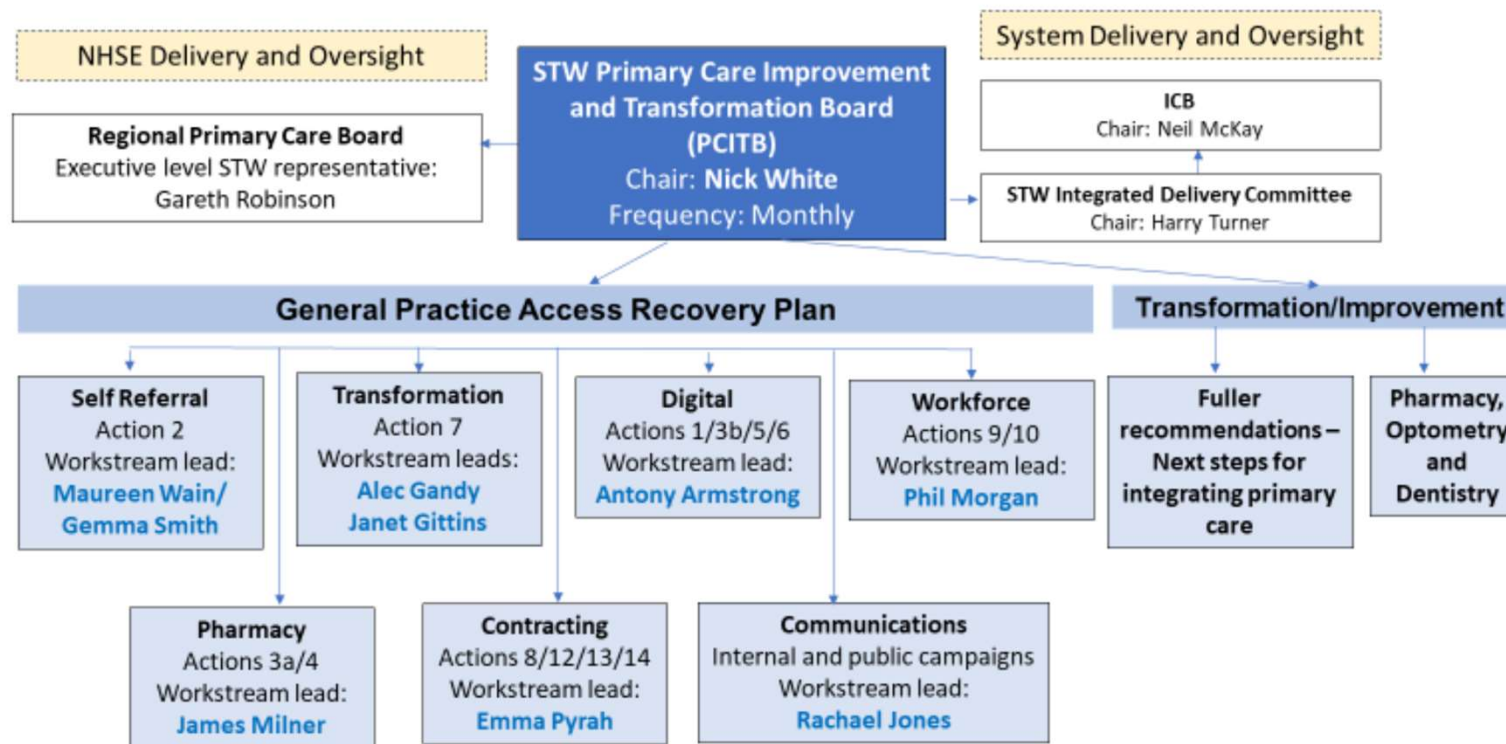 NHSE Delivery and Oversight
System Delivery and Oversight
STW Primary Care Improvement
and Transformation Board
(PCITB)
Chair: Nick White
Frequency: Monthly
Regional Primary Care Board
Executive level STW representative:
Gareth Robinson
ICB
Chair: Neil McKay
STW Integrated Delivery Committee
Chair: Harry Turner
General Practice Access Recovery Plan
Transformation/Improvement
Self Referral
Action 2
Workstream lead:
Maureen Wain/
Gemma Smith
Transformation
Action 7
Workstream leads:
Alec Gandy
Janet Gittins
Digital
Actions 1/3b/5/6
Workstream lead:
Antony Armstrong
Workforce
Actions 9/10
Workstream lead:
Phil Morgan
Fuller
recommendations –
Next steps for
integrating primary
care
Pharmacy,
Optometry
and
Dentistry
Pharmacy
Actions 3a/4
Workstream lead:
James Milner
Contracting
Actions 8/12/13/14
Workstream lead:
Emma Pyrah
Communications
Internal and public campaigns
Workstream lead:
Rachael Jones